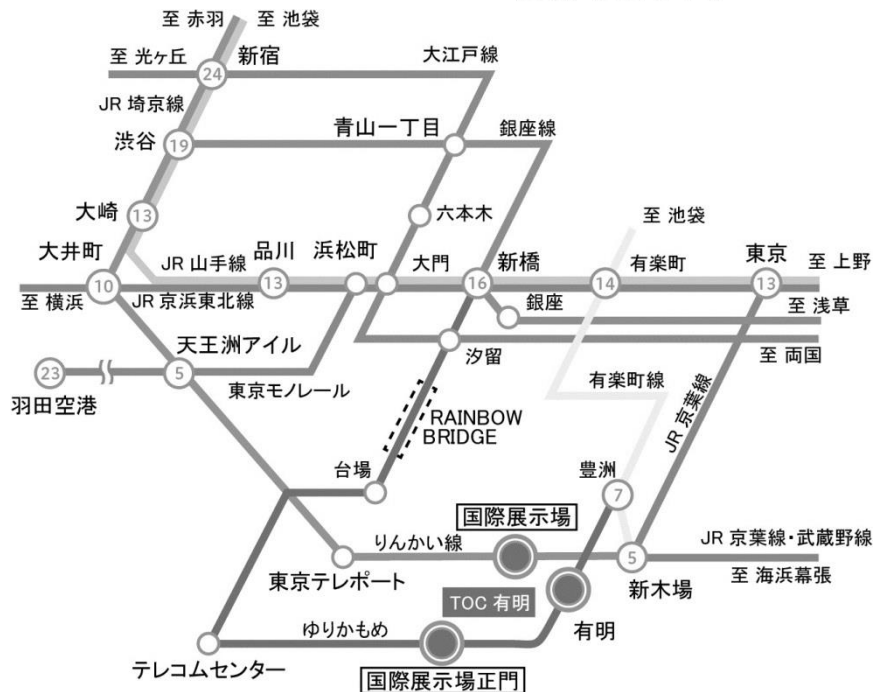 至 赤羽
至 池袋
至 光ヶ丘
新宿
大江戸線
24
JR 埼京線
渋谷
19
青山一丁目
銀座線
大崎
13
六本木
至 池袋
大井町
JR 山手線
品川
浜松町
大門
新橋
有楽町
東京
至 上野
10
13
16
14
13
至 横浜
JR 京浜東北線
銀座
至 浅草
天王洲アイル
汐留
至 両国
23
5
東京モノレール
有楽町線
羽田空港
JR 京葉線
RAINBOW
BRIDGE
台場
豊洲
7
国際展示場
りんかい線
JR 京葉線・武蔵野線
5
東京テレポート
新木場
至 海浜幕張
TOC 有明
有明
ゆりかもめ
テレコムセンター
国際展示場正門